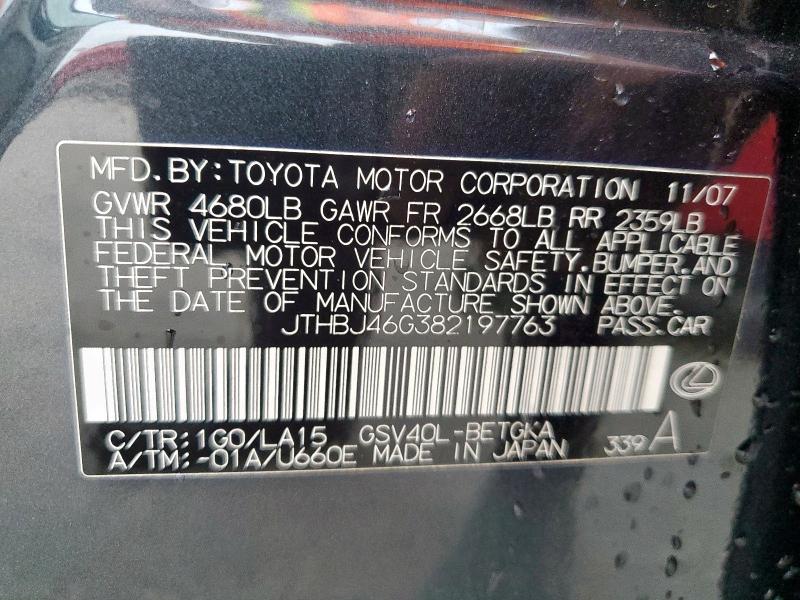 MFD.BY:TOYOTA MOTOR CORPORATION 11/07
GVWR 4680LB GAWR FR 2668LB RR 2359LB
THIS VEHICLE CONFORMS TO ALL APPLICABLE
FEDERAL MOTOR VEHICLE SAFETY,BUMPER,AND
THEFT PREVENTION STANDARDS IN EFFECT ON
THE DATE OF MANUFACTURE SHOWN ABOVE.
JTHBJ46G382197763 PASS.CAR
C/TR:1G0/LA15 GSV40L-BETGKA
A/TM:-01A/U660E MADE IN JAPAN 339 A